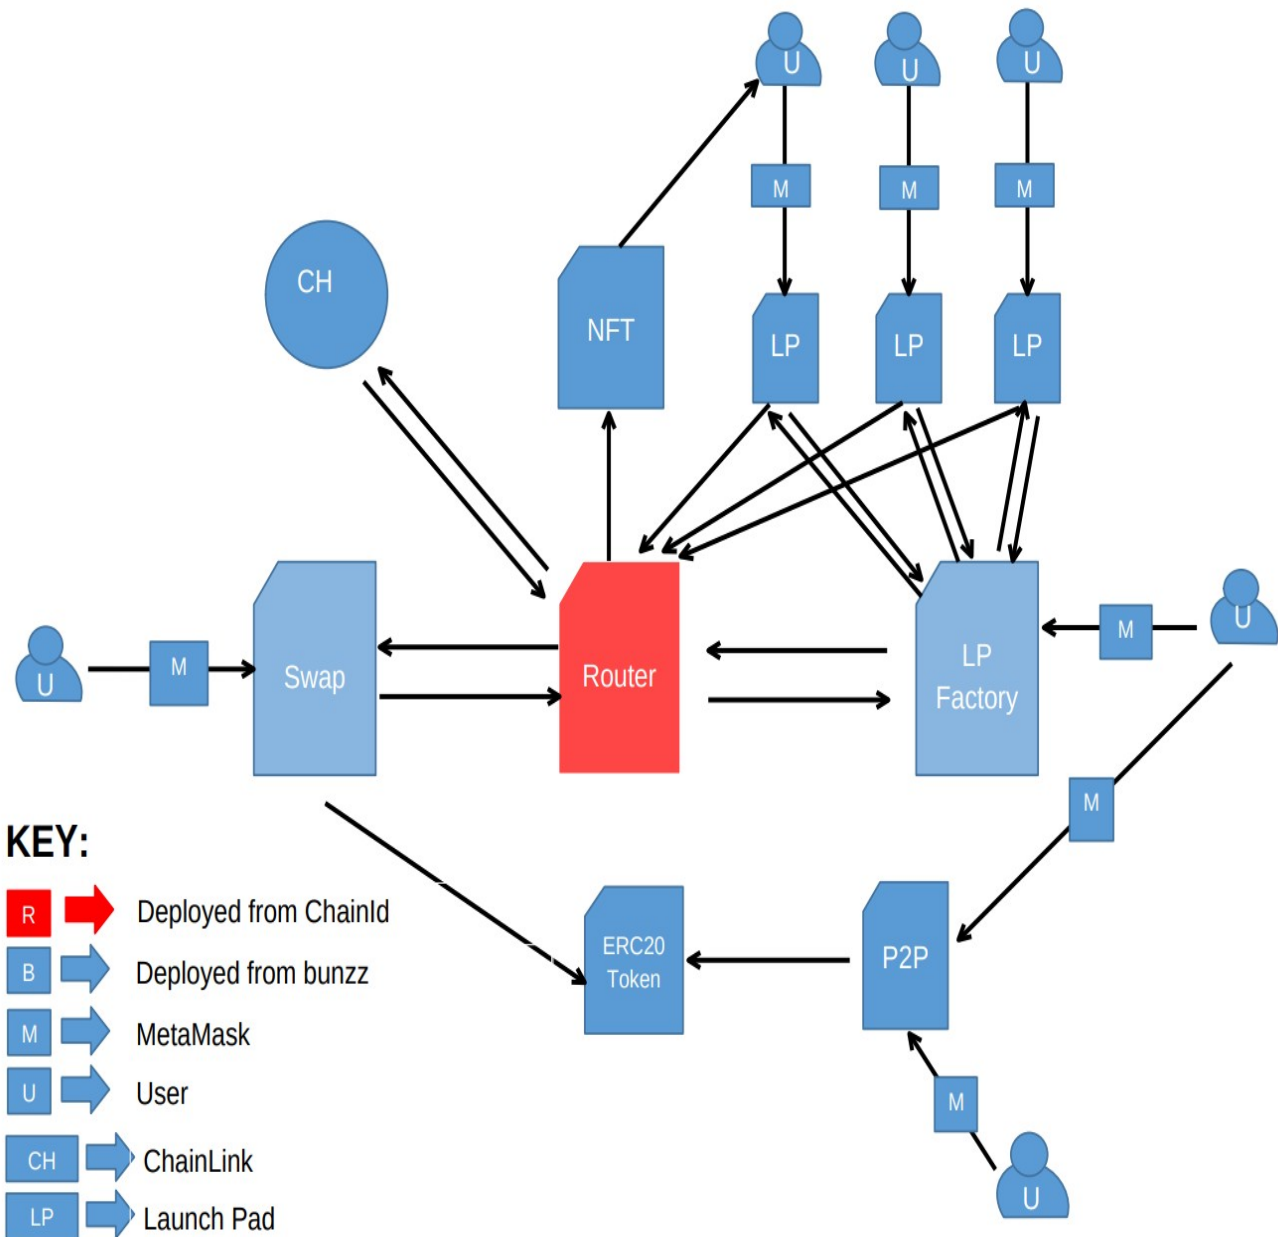 U
U
U
M
M
M
CH
NFT
LP
LP
LP
U
M
Swap
Router
LP
Factory
M
U
M
KEY:
R
Deployed from ChainId
B
Deployed from bunzz
M
MetaMask
U
User
CH
ChainLink
LP
Launch Pad
ERC20
Token
P2P
M
U